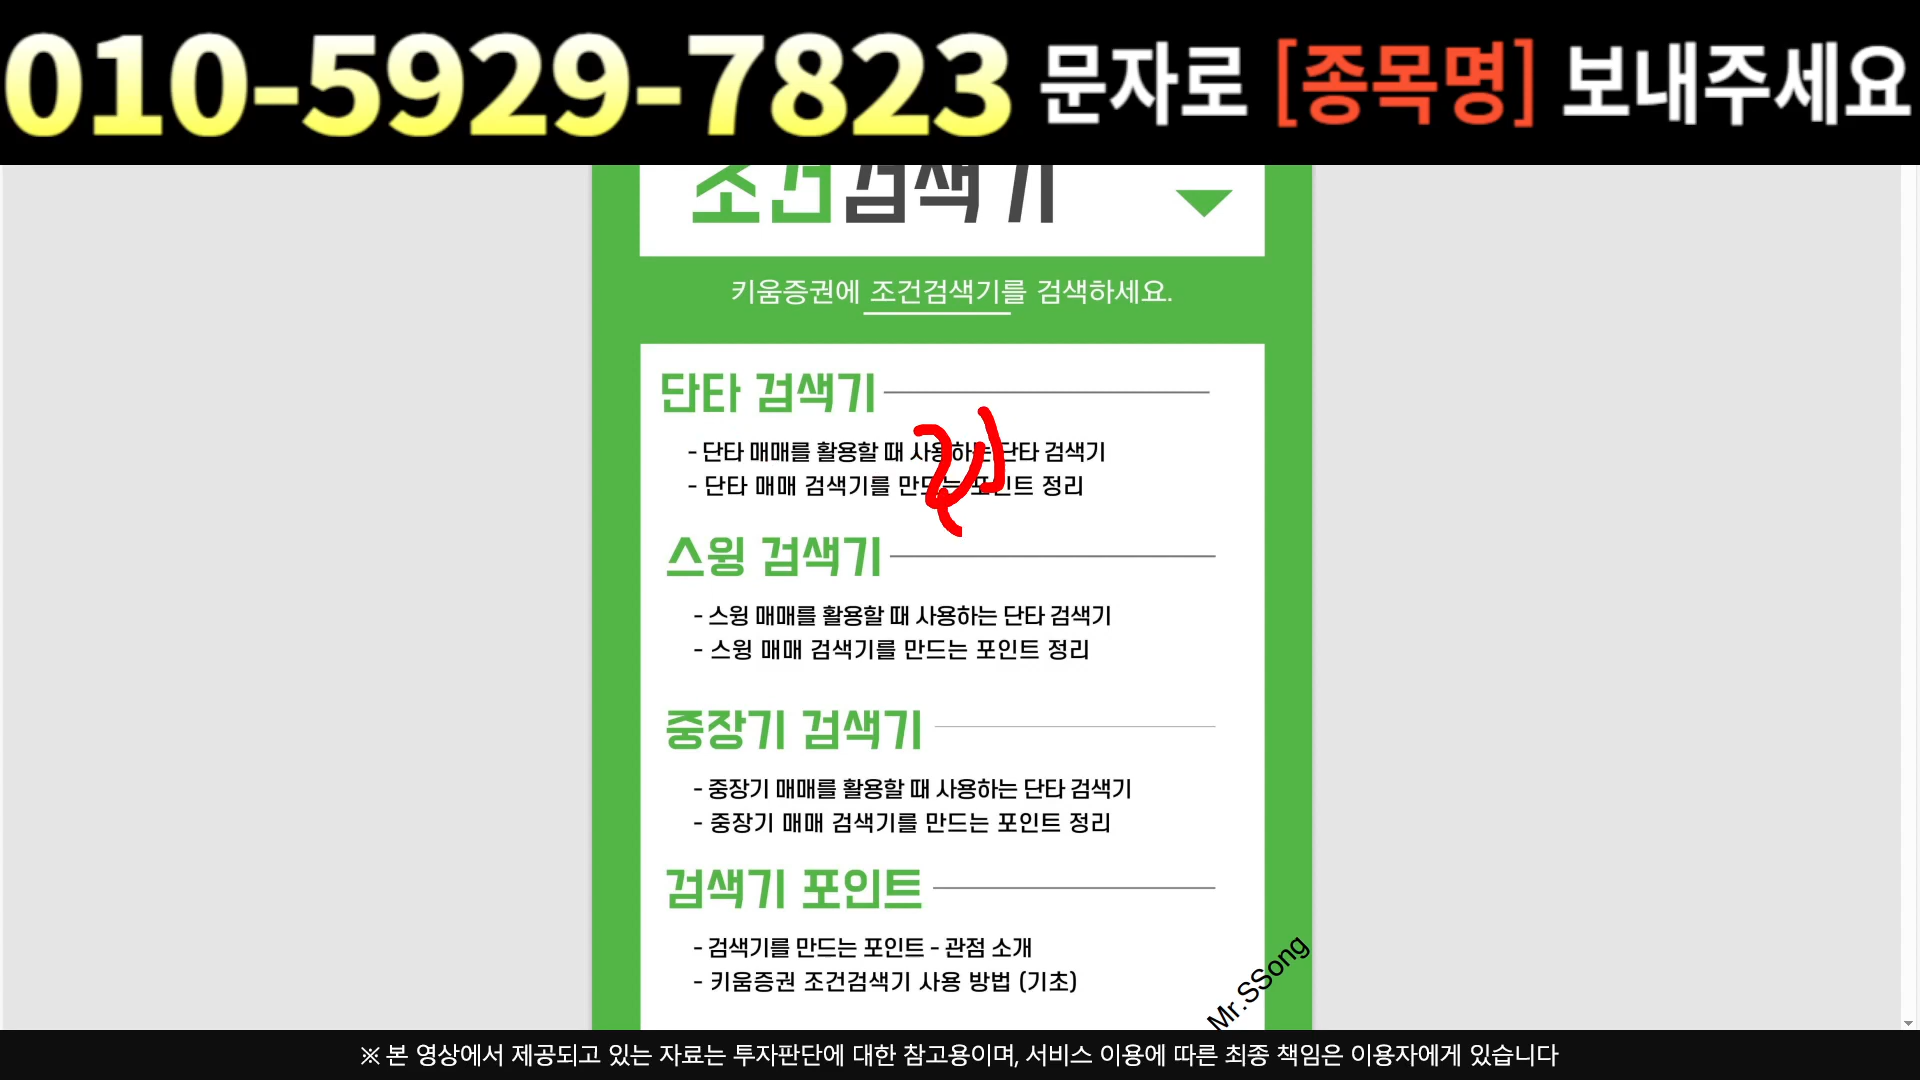 010-5929-7823 문자로 [종목명] 보내주세요
조건검색기
키움증권에 조건검색기를 검색하세요.
단타 검색기
- 단타 매매를 활용할 때 사용하는 단타 검색기
- 단타 매매 검색기를 만드는 포인트 정리
스윙 검색기
- 스윙 매매를 활용할 때 사용하는 단타 검색기
- 스윙 매매 검색기를 만드는 포인트 정리
중장기 검색기
- 중장기 매매를 활용할 때 사용하는 단타 검색기
- 중장기 매매 검색기를 만드는 포인트 정리
검색기 포인트
- 검색기를 만드는 포인트 - 관점 소개
- 키움증권 조건검색기 사용 방법 (기초)
Mr.SSong
※ 본 영상에서 제공되고 있는 자료는 투자판단에 대한 참고용이며, 서비스 이용에 따른 최종 책임은 이용자에게 있습니다